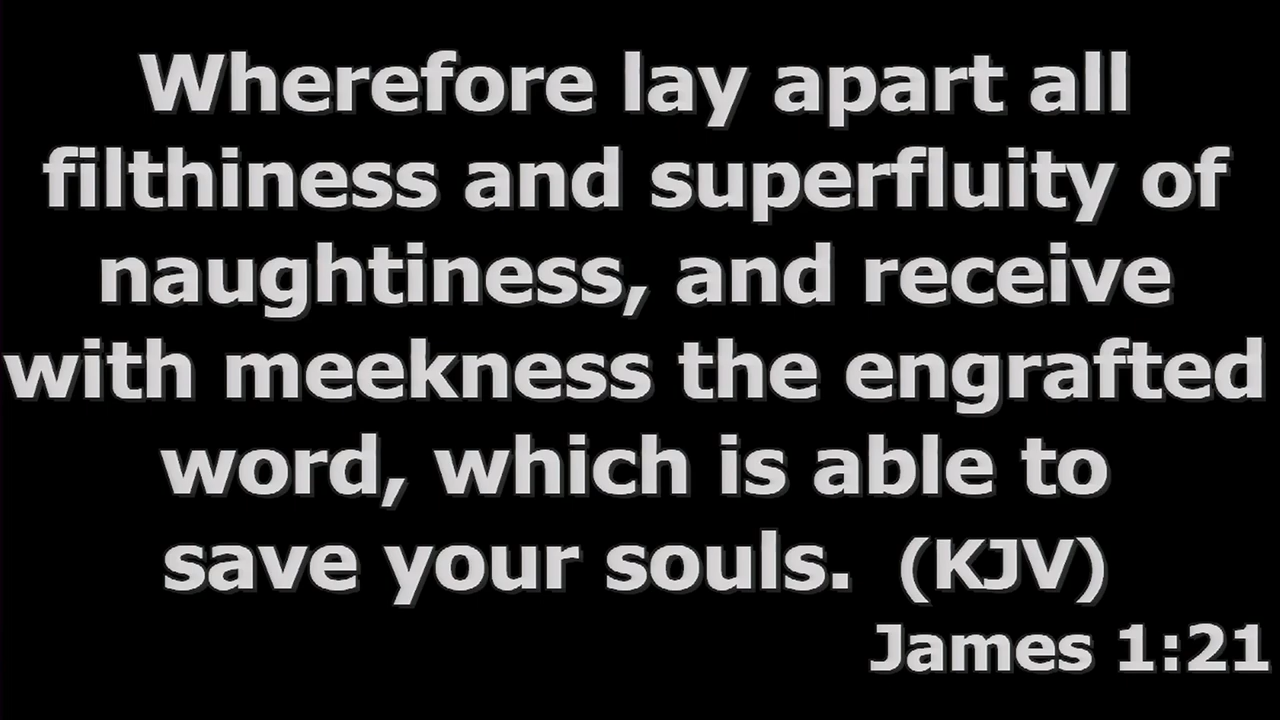 Wherefore lay apart all
filthiness and superfluity of
naughtiness, and receive
with meekness the engrafted
word, which is able to
save your souls.  (KJV)
James 1:21